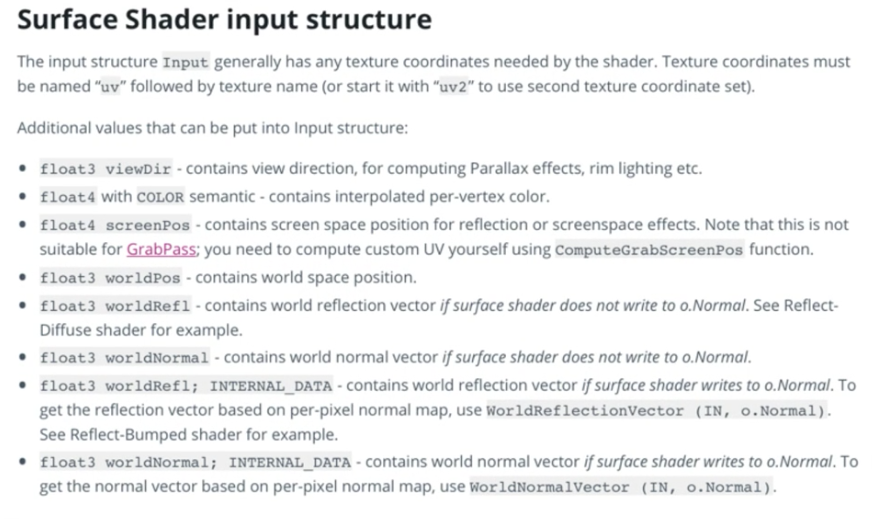 Surface Shader input structure
The input structure Input generally has any texture coordinates needed by the shader. Texture coordinates must
be named “uv” followed by texture name (or start it with “uv2” to use second texture coordinate set).
Additional values that can be put into Input structure:
• float3 viewDir - contains view direction, for computing Parallax effects, rim lighting etc.
• float4 with COLOR semantic - contains interpolated per-vertex color.
• float4 screenPos - contains screen space position for reflection or screenspace effects. Note that this is not
suitable for GrabPass; you need to compute custom UV yourself using ComputeGrabScreenPos function.
• float3 worldPos - contains world space position.
• float3 worldRefl - contains world reflection vector if surface shader does not write to o.Normal. See Reflect-
Diffuse shader for example.
• float3 worldNormal - contains world normal vector if surface shader does not write to o.Normal.
• float3 worldRefl; INTERNAL_DATA - contains world reflection vector if surface shader writes to o.Normal. To
get the reflection vector based on per-pixel normal map, use WorldReflectionVector (IN, o.Normal).
See Reflect-Bumped shader for example.
• float3 worldNormal; INTERNAL_DATA - contains world normal vector if surface shader writes to o.Normal. To
get the normal vector based on per-pixel normal map, use WorldNormalVector (IN, o.Normal).